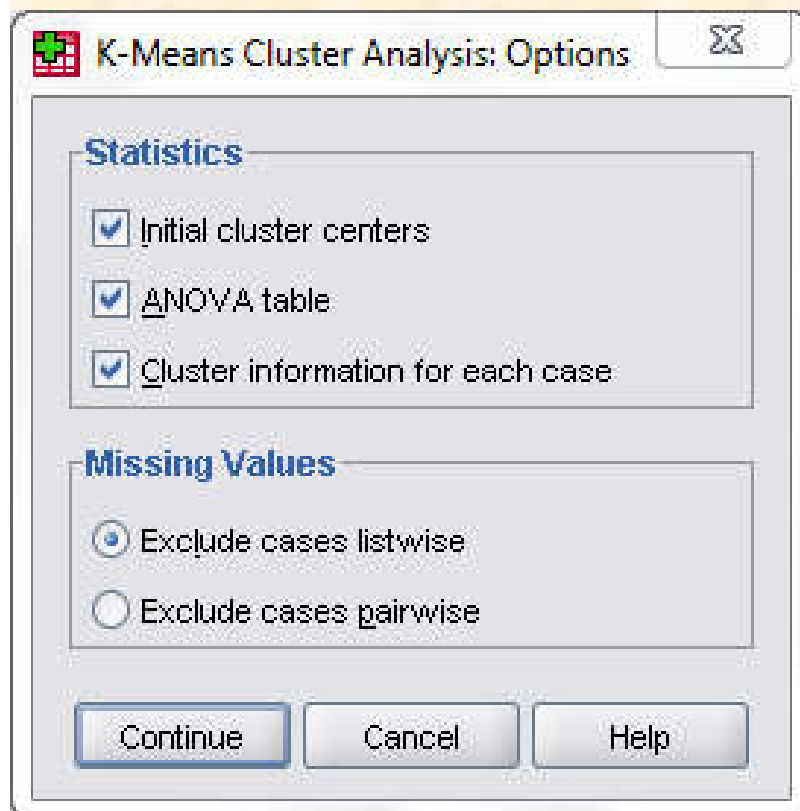 K-Means Cluster Analysis: Options
Statistics
Initial cluster centers
ANOVA table
Cluster information for each case
Missing Values
Exclude cases listwise
Exclude cases pairwise
Continue Cancel Help